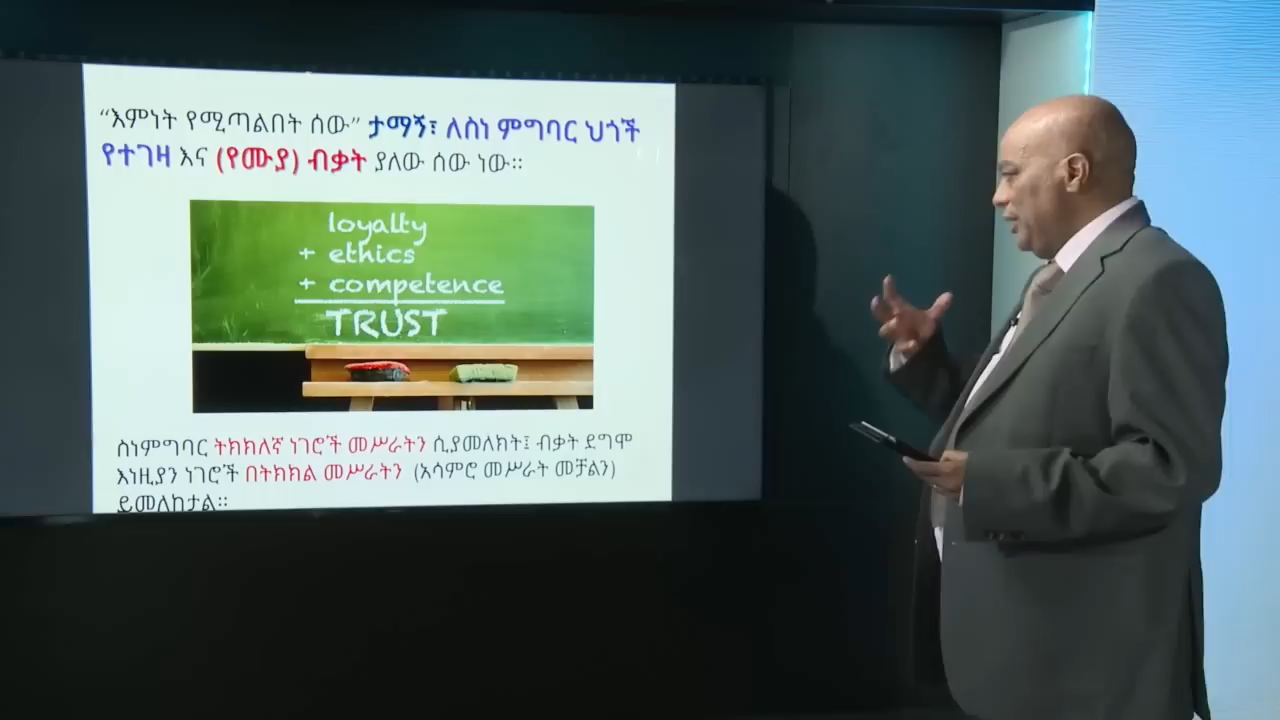 “እምነት የሚጣልበት ሰው” ታማኝ፣ ለስነ ምግባር ህጎች
የተገዛ እና (የሙያ) ብቃት ያለው ሰው ነው።
loyalty
+ ethics
+ competence
TRUST
ስነምግባር ትክክለኛ ነገሮች መሥራትን ሲያመለክት፤ ብቃት ደግሞ
እነዚያን ነገሮች በትክክል መሥራትን (አሳምሮ መሥራት መቻልን)
ይመለከታል።